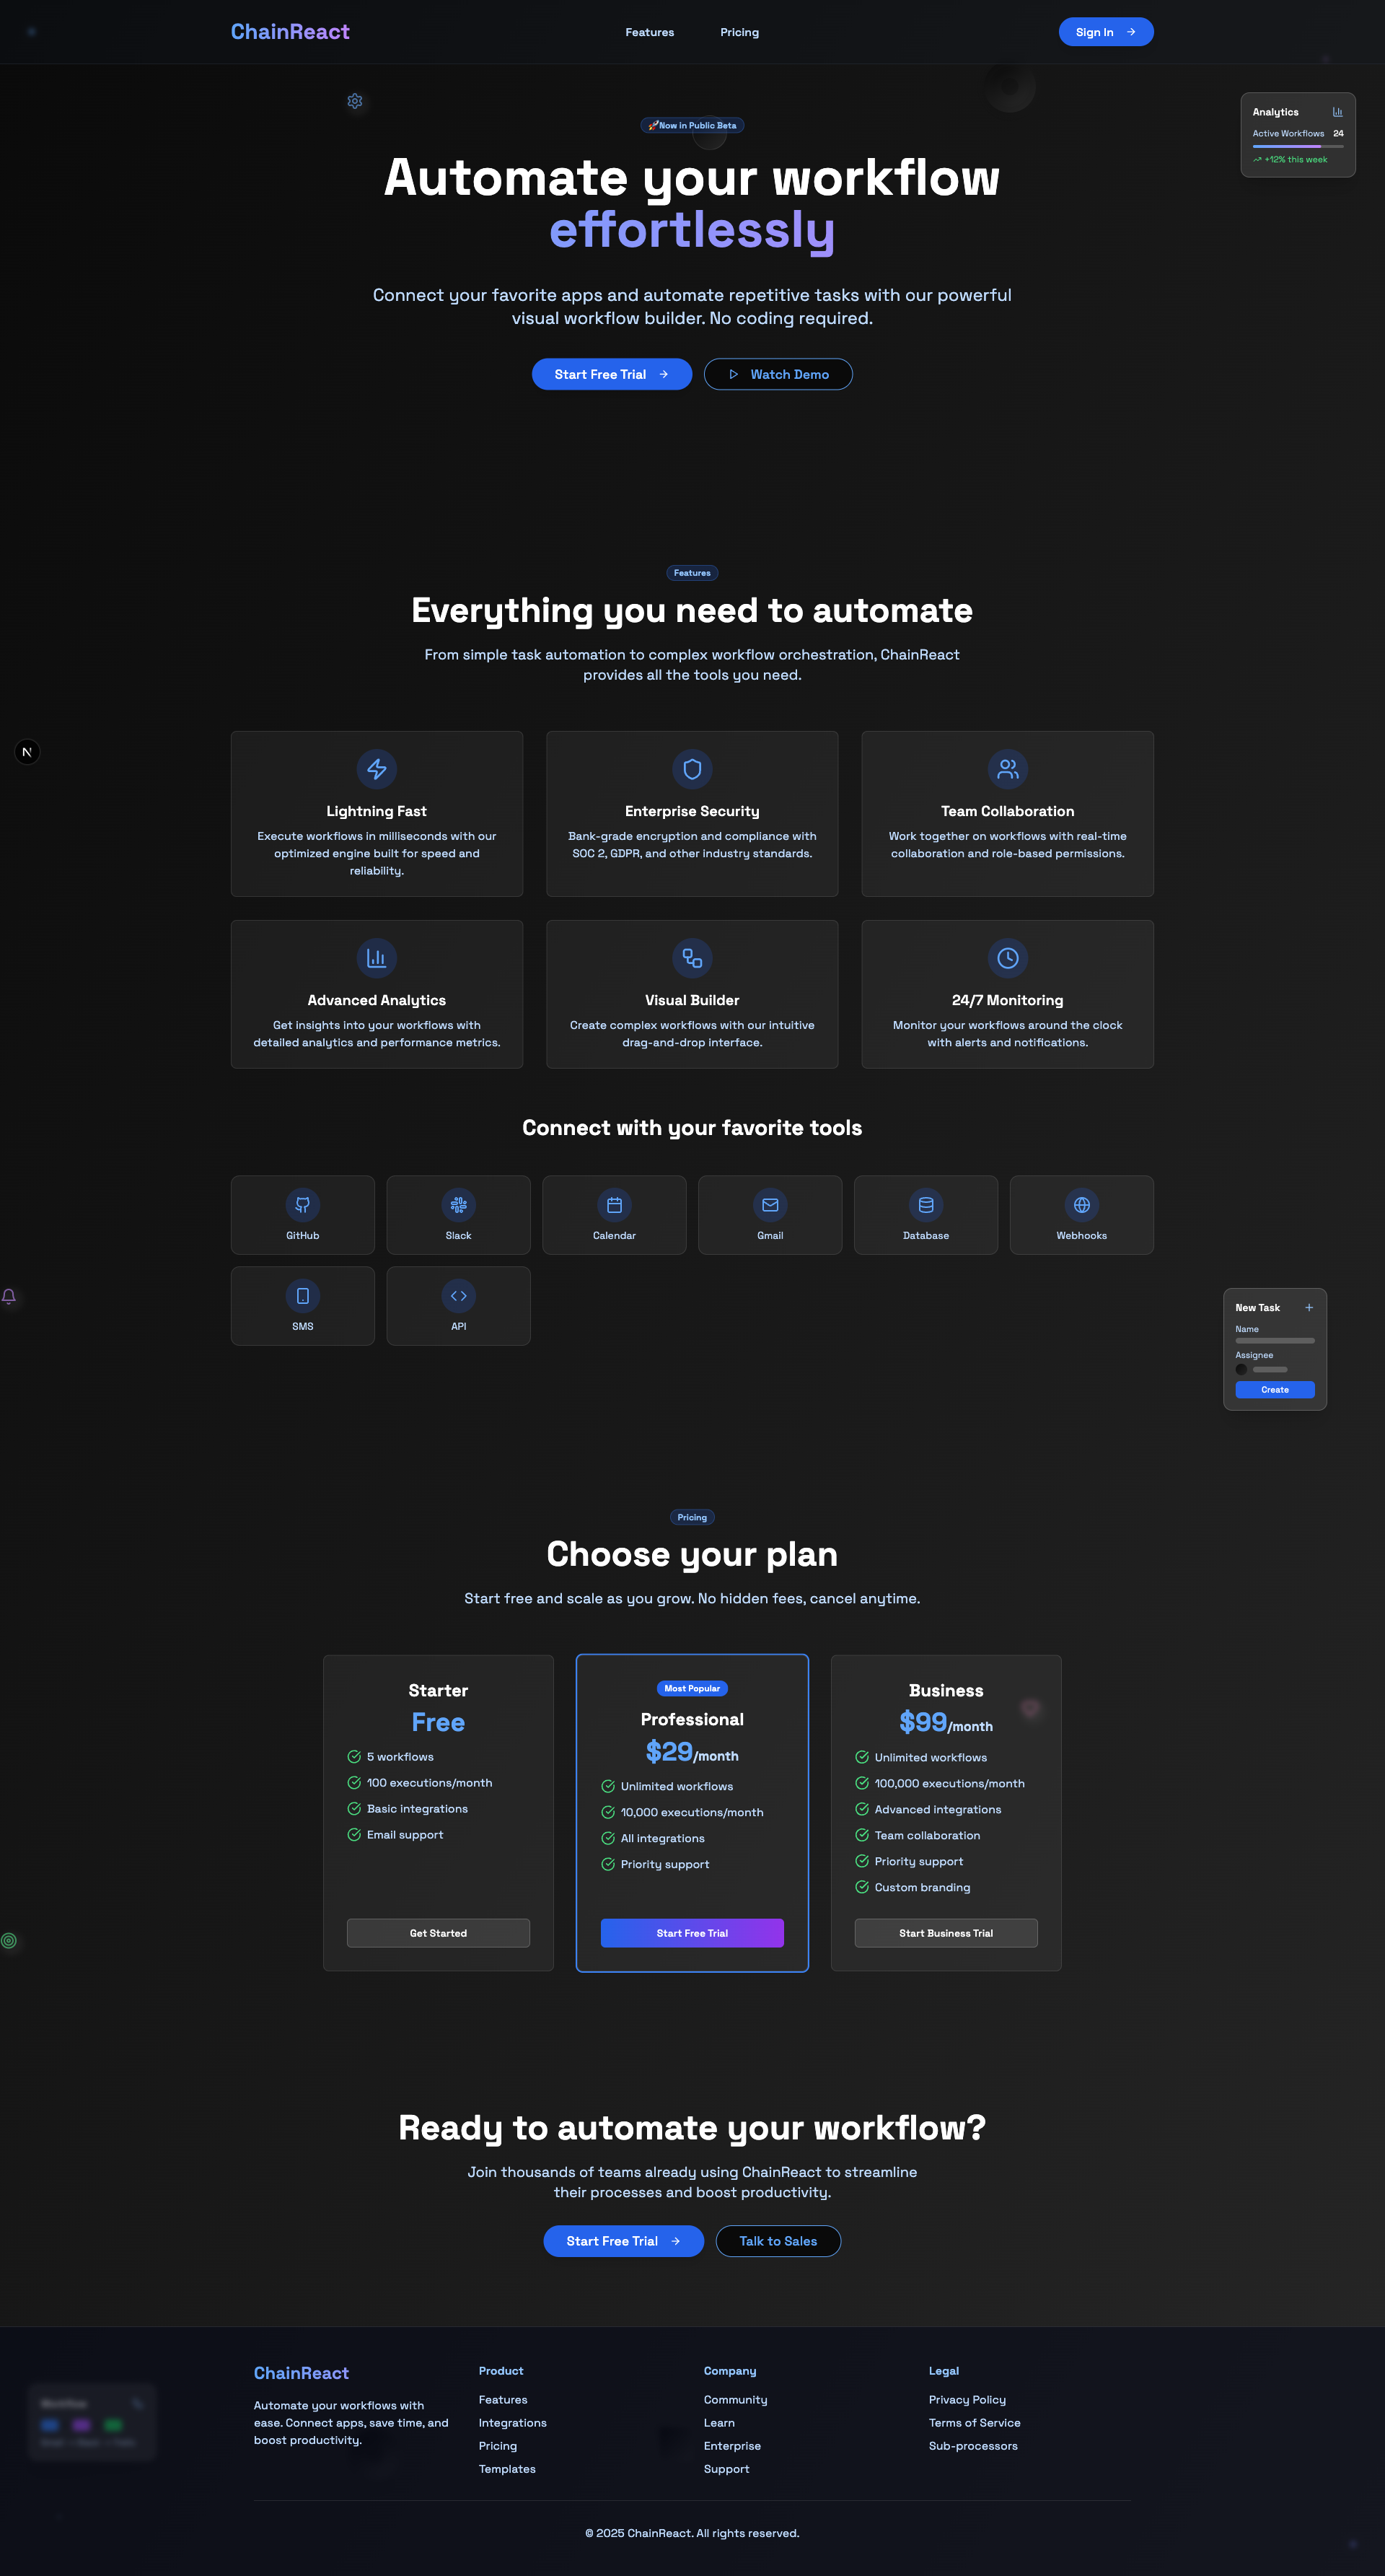 ChainReact
Features
Pricing
Sign In
🚀Now in Public Beta
Automate your workflow
effortlessly
Connect your favorite apps and automate repetitive tasks with our powerful
visual workflow builder. No coding required.
Start Free Trial
Watch Demo
Analytics
Active Workflows 24
+12% this week
Features
Everything you need to automate
From simple task automation to complex workflow orchestration, ChainReact
provides all the tools you need.
N
Lightning Fast
Execute workflows in milliseconds with our
optimized engine built for speed and
reliability.
Enterprise Security
Bank-grade encryption and compliance with
SOC 2, GDPR, and other industry standards.
Team Collaboration
Work together on workflows with real-time
collaboration and role-based permissions.
Advanced Analytics
Get insights into your workflows with
detailed analytics and performance metrics.
Visual Builder
Create complex workflows with our intuitive
drag-and-drop interface.
24/7 Monitoring
Monitor your workflows around the clock
with alerts and notifications.
Connect with your favorite tools
GitHub
Slack
Calendar
Gmail
Database
Webhooks
SMS
API
New Task
Name
Assignee
Create
Pricing
Choose your plan
Start free and scale as you grow. No hidden fees, cancel anytime.
Starter
Free
5 workflows
100 executions/month
Basic integrations
Email support
Get Started
Most Popular
Professional
$29/month
Unlimited workflows
10,000 executions/month
All integrations
Priority support
Start Free Trial
Business
$99/month
Unlimited workflows
100,000 executions/month
Advanced integrations
Team collaboration
Priority support
Custom branding
Start Business Trial
Ready to automate your workflow?
Join thousands of teams already using ChainReact to streamline
their processes and boost productivity.
Start Free Trial
Talk to Sales
ChainReact
Automate your workflows with
ease. Connect apps, save time, and
boost productivity.
Product
Features
Integrations
Pricing
Templates
Company
Community
Learn
Enterprise
Support
Legal
Privacy Policy
Terms of Service
Sub-processors
© 2025 ChainReact. All rights reserved.